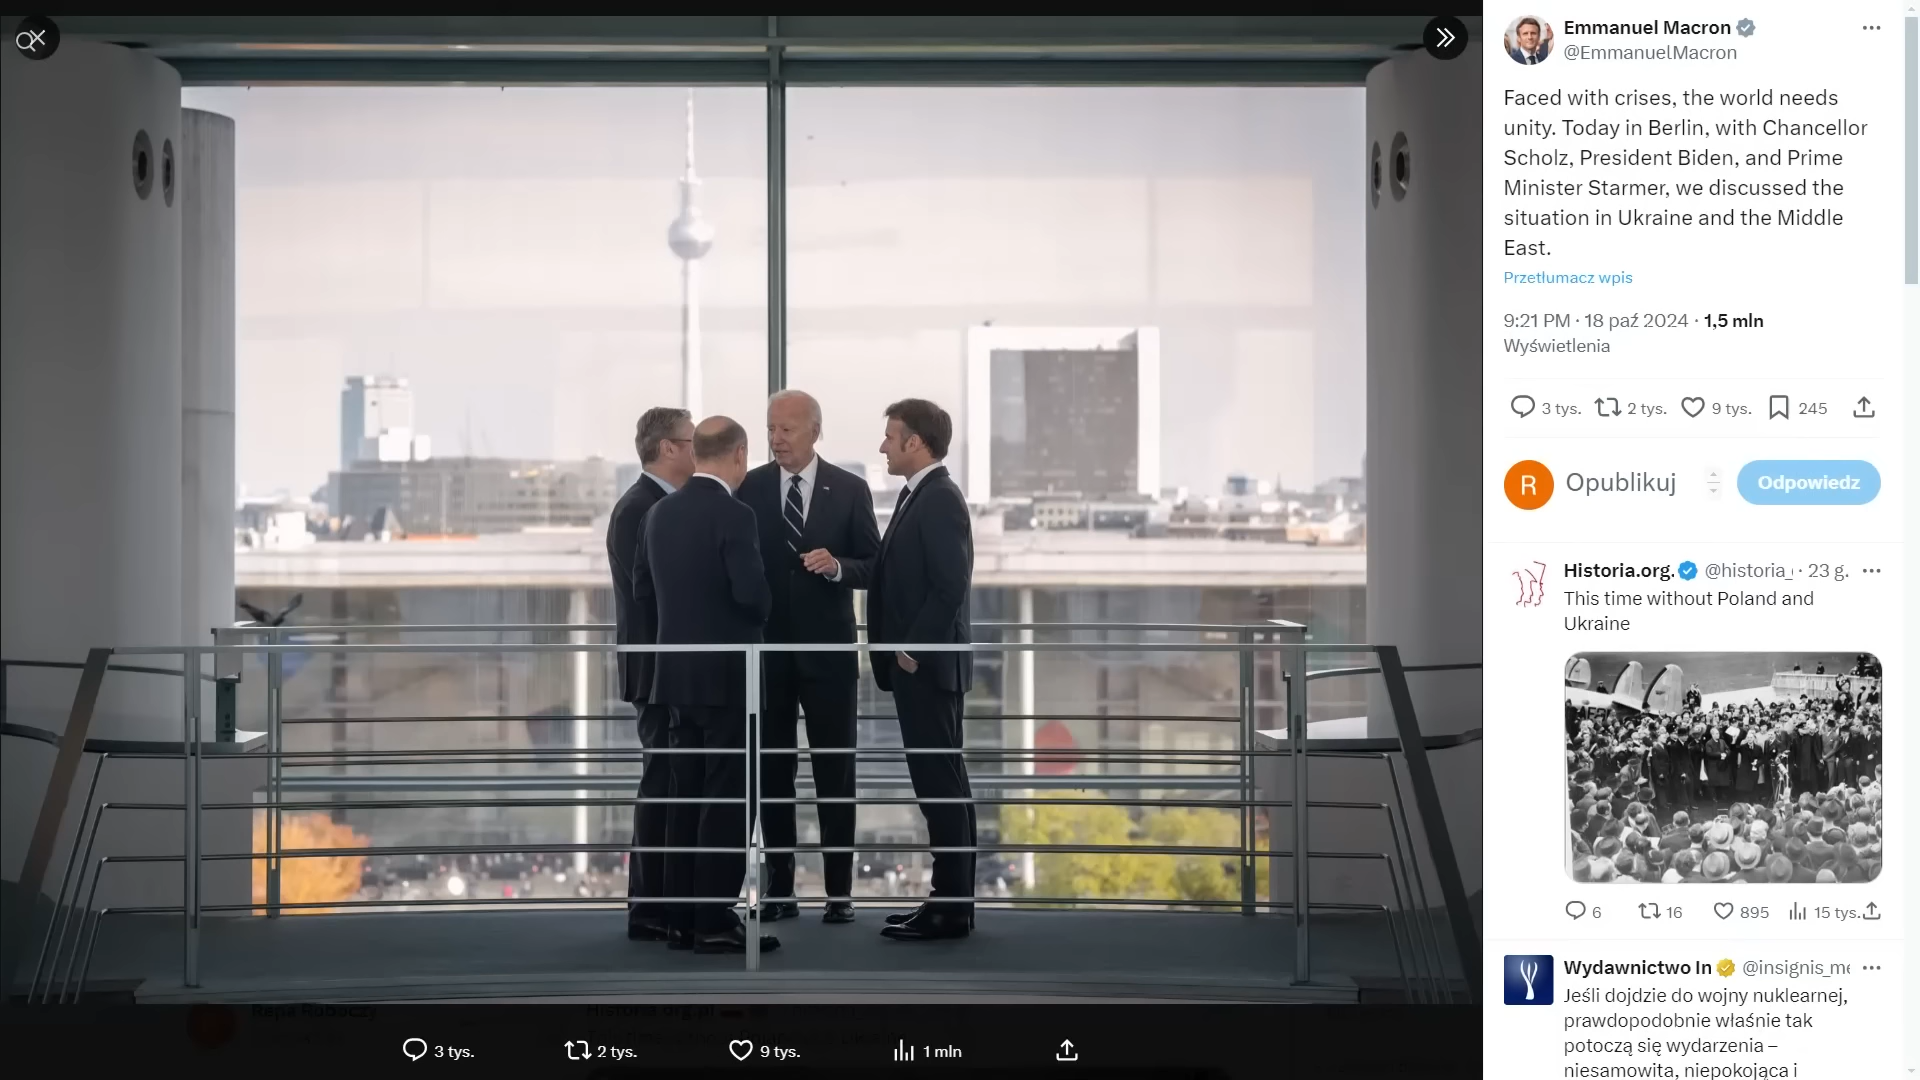 Emmanuel Macron
@EmmanuelMacron
Faced with crises, the world needs
unity. Today in Berlin, with Chancellor
Scholz, President Biden, and Prime
Minister Starmer, we discussed the
situation in Ukraine and the Middle
East.
Przetłumacz wpis
9:21 PM · 18 paź 2024 · 1,5 mln
Wyświetlenia
3 tys. 2 tys. 9 tys. 245
R Opublikuj Odpowiedz
Historia.org. @historia_ · 23 g.
This time without Poland and
Ukraine
6 16 895 15 tys.
Wydawnictwo In @insignis_me
Jeśli dojdzie do wojny nuklearnej,
prawdopodobnie właśnie tak
potoczą się wydarzenia –
niesamowita, niepokojąca i
3 tys. 2 tys. 9 tys. 1 mln